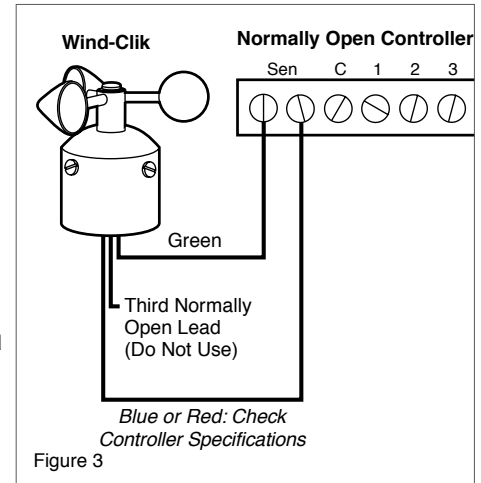 Wind-Clik
Normally Open Controller
Sen C 1 2 3
Green
Third Normally
Open Lead
(Do Not Use)
Blue or Red: Check
Controller Specifications
Figure 3